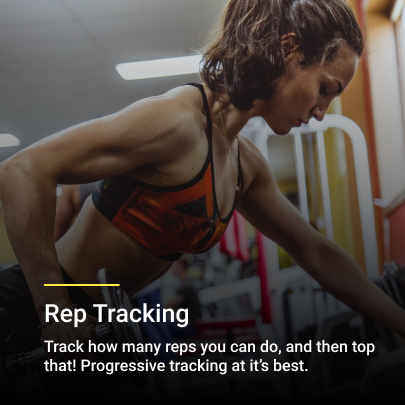 Rep Tracking
Track how many reps you can do, and then top
that! Progressive tracking at it's best.